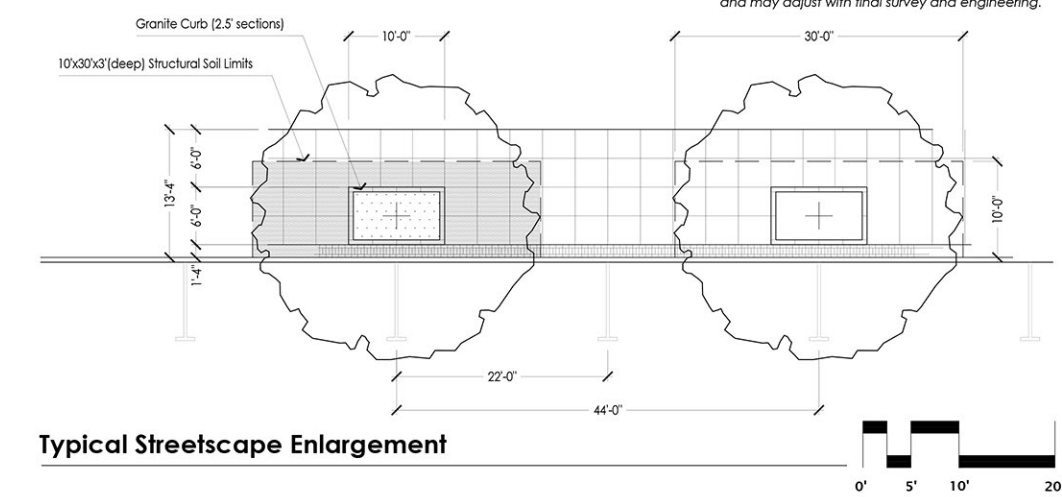 and may adjust with final survey and engineering.
Granite Curb (2.5' sections)
10'-0"
30'-0"
10'x30'x3'(deep) Structural Soil Limits
13'-4"
6'-0"
6'-0"
1'-4"
10'-0"
22'-0"
44'-0"
Typical Streetscape Enlargement
0' 5' 10' 20